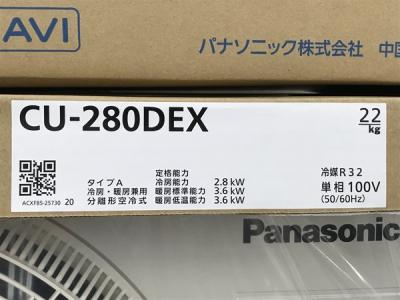 AVI
パナソニック株式会社 中国
CU-280DEX
22
kg
定格能力
タイプA 冷房能力 2.8 kW
冷房・暖房兼用 暖房標準能力 3.6 kW
分離形空冷式 暖房低温能力 3.6 kW
冷媒R32
単相100V
(50/60Hz)
ACXF85-25730 20
Panasonic